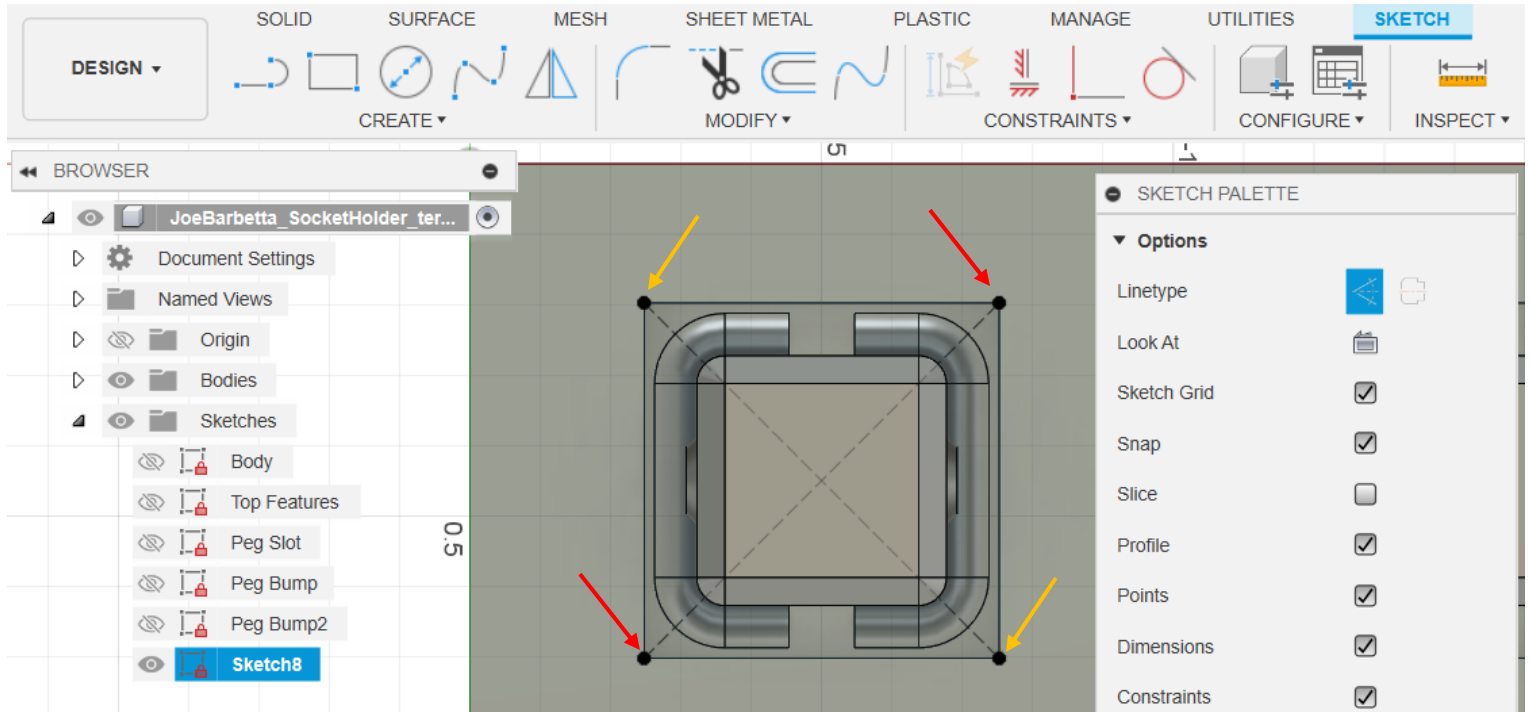 SOLID SURFACE MESH SHEET METAL PLASTIC MANAGE UTILITIES SKETCH
DESIGN
CREATE MODIFY CONSTRAINTS CONFIGURE INSPECT
BROWSER
JoeBarbetta_SocketHolder_ter...
Document Settings
Named Views
Origin
Bodies
Sketches
Body
Top Features
Peg Slot
Peg Bump
Peg Bump2
Sketch8
5
-1
0.5
SKETCH PALETTE
Options
Linetype
Look At
Sketch Grid
Snap
Slice
Profile
Points
Dimensions
Constraints